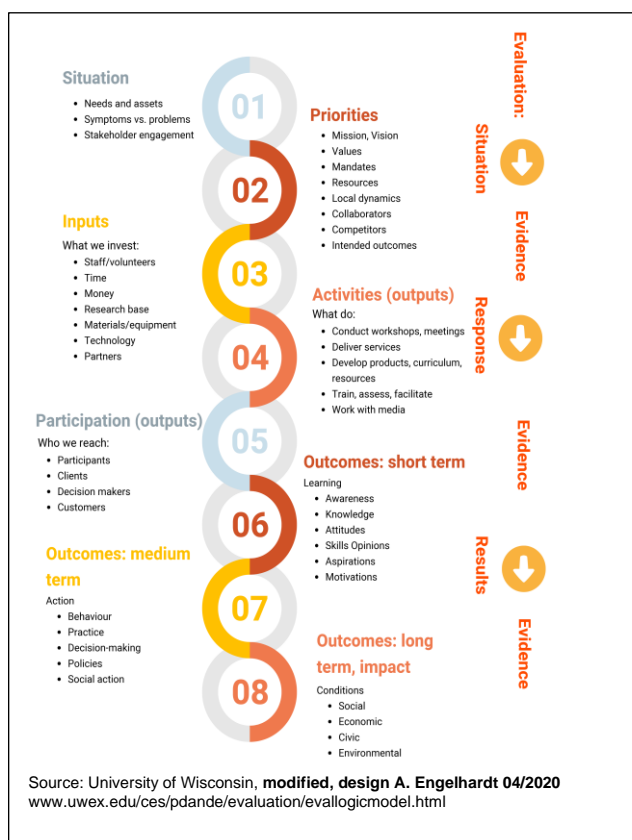 Situation
• Needs and assets
• Symptoms vs. problems
• Stakeholder engagement
01
Priorities
• Mission, Vision
• Values
• Mandates
• Resources
• Local dynamics
• Collaborators
• Competitors
• Intended outcomes
02
Inputs
What we invest:
• Staff/volunteers
• Time
• Money
• Research base
• Materials/equipment
• Technology
• Partners
03
Activities (outputs)
What do:
• Conduct workshops, meetings
• Deliver services
• Develop products, curriculum,
resources
• Train, assess, facilitate
• Work with media
04
Participation (outputs)
Who we reach:
• Participants
• Clients
• Decision makers
• Customers
05
Outcomes: short term
Learning
• Awareness
• Knowledge
• Attitudes
• Skills Opinions
• Aspirations
• Motivations
06
Outcomes: medium
term
Action
• Behaviour
• Practice
• Decision-making
• Policies
• Social action
07
Outcomes: long
term, impact
Conditions
• Social
• Economic
• Civic
• Environmental
08
Evaluation:
Situation
Evidence
Response
Evidence
Results
Evidence
Source: University of Wisconsin, modified, design A. Engelhardt 04/2020
www.uwex.edu/ces/pdande/evaluation/evallogicmodel.html